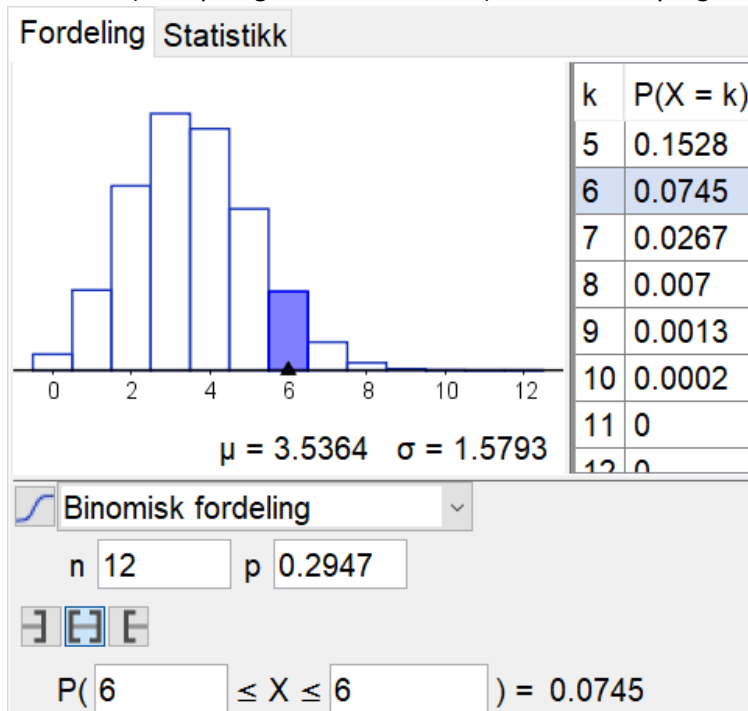 Fordeling Statistikk
k P(X = k)
5 0.1528
6 0.0745
7 0.0267
8 0.007
9 0.0013
10 0.0002
11 0
0 2 4 6 8 10 12
μ = 3.5364 σ = 1.5793
12 0
Binomisk fordeling
n 12 p 0.2947
P( 6 ≤ X ≤ 6 ) = 0.0745